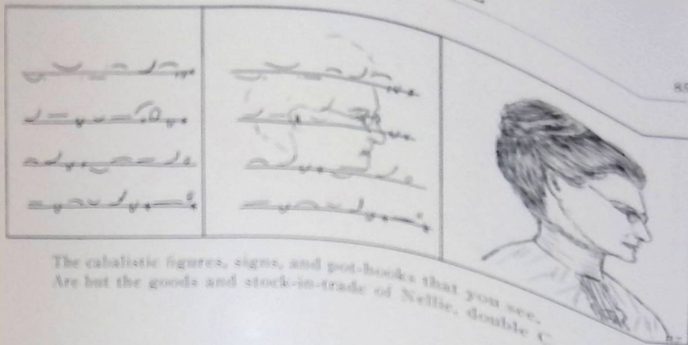 The cabalistic figures, signs, and pot-hooks that you see,
Are but the goods and stock-in-trade of Nellie, double C